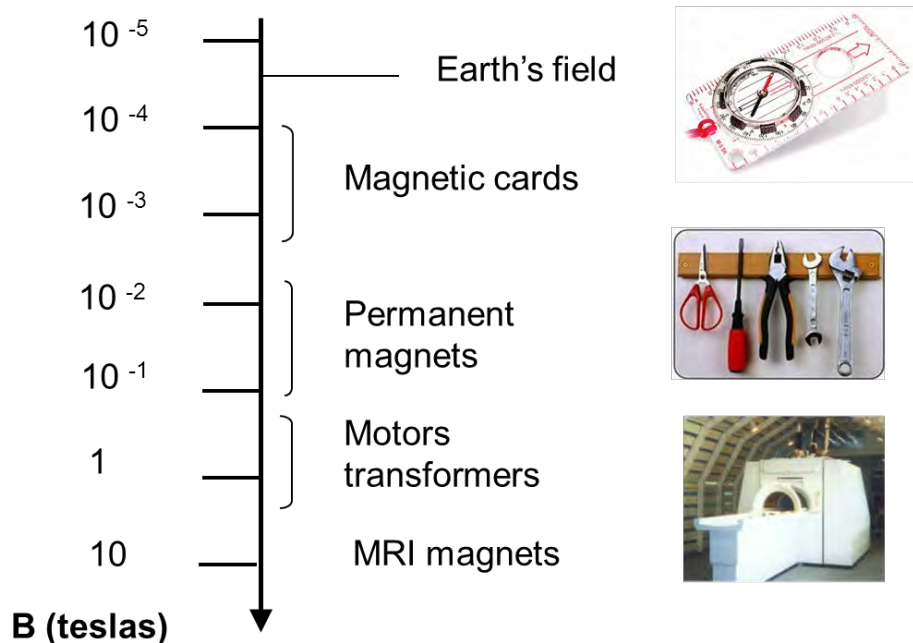 10 -5
Earth's field
10 -4
Magnetic cards
10 -3
10 -2
Permanent
magnets
10 -1
Motors
1
transformers
10
MRI magnets
B (teslas)